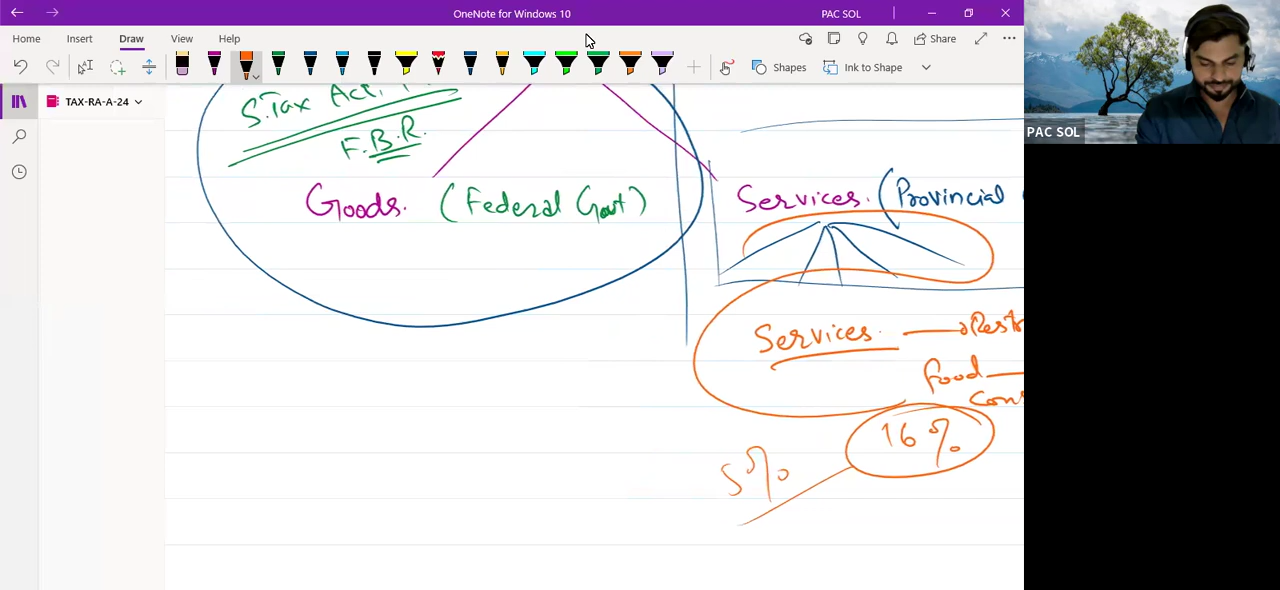 OneNote for Windows 10
PAC SOL
Home
Insert
Draw
View
Help
Share
Shapes
Ink to Shape
TAX-RA-A-24
PAC SOL
S.Tax Act.
F.B.R.
Goods. (Federal Govt)
Services. (Provincial
Services.
Food
16%
5%